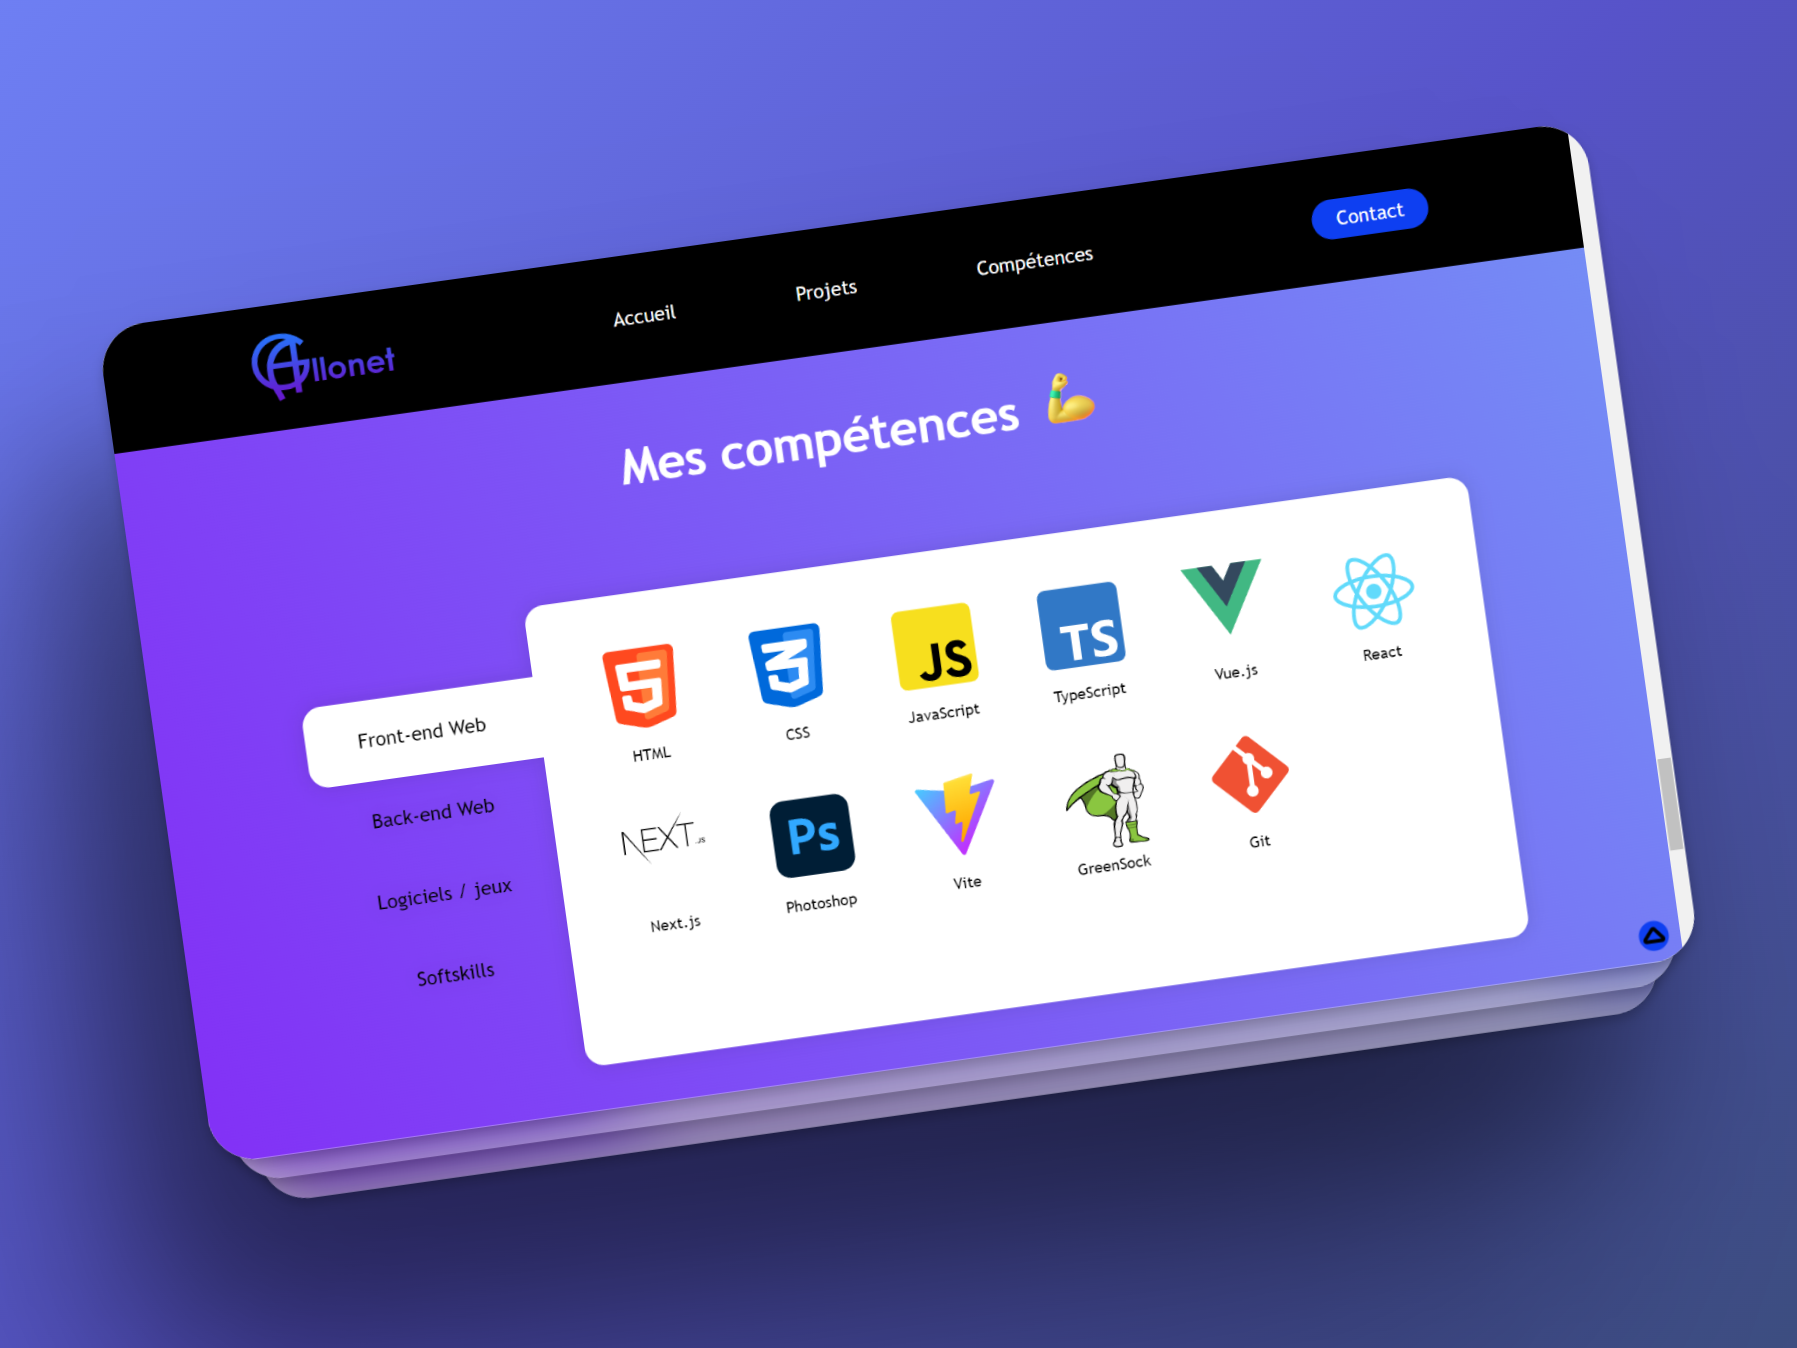 Allonet
Accueil
Projets
Compétences
Contact
Mes compétences
Front-end Web
Back-end Web
Logiciels / jeux
Softskills
5
HTML
3
CSS
JS
JavaScript
TS
TypeScript
Vue.js
React
NEXT.JS
Next.js
Ps
Photoshop
Vite
GreenSock
Git